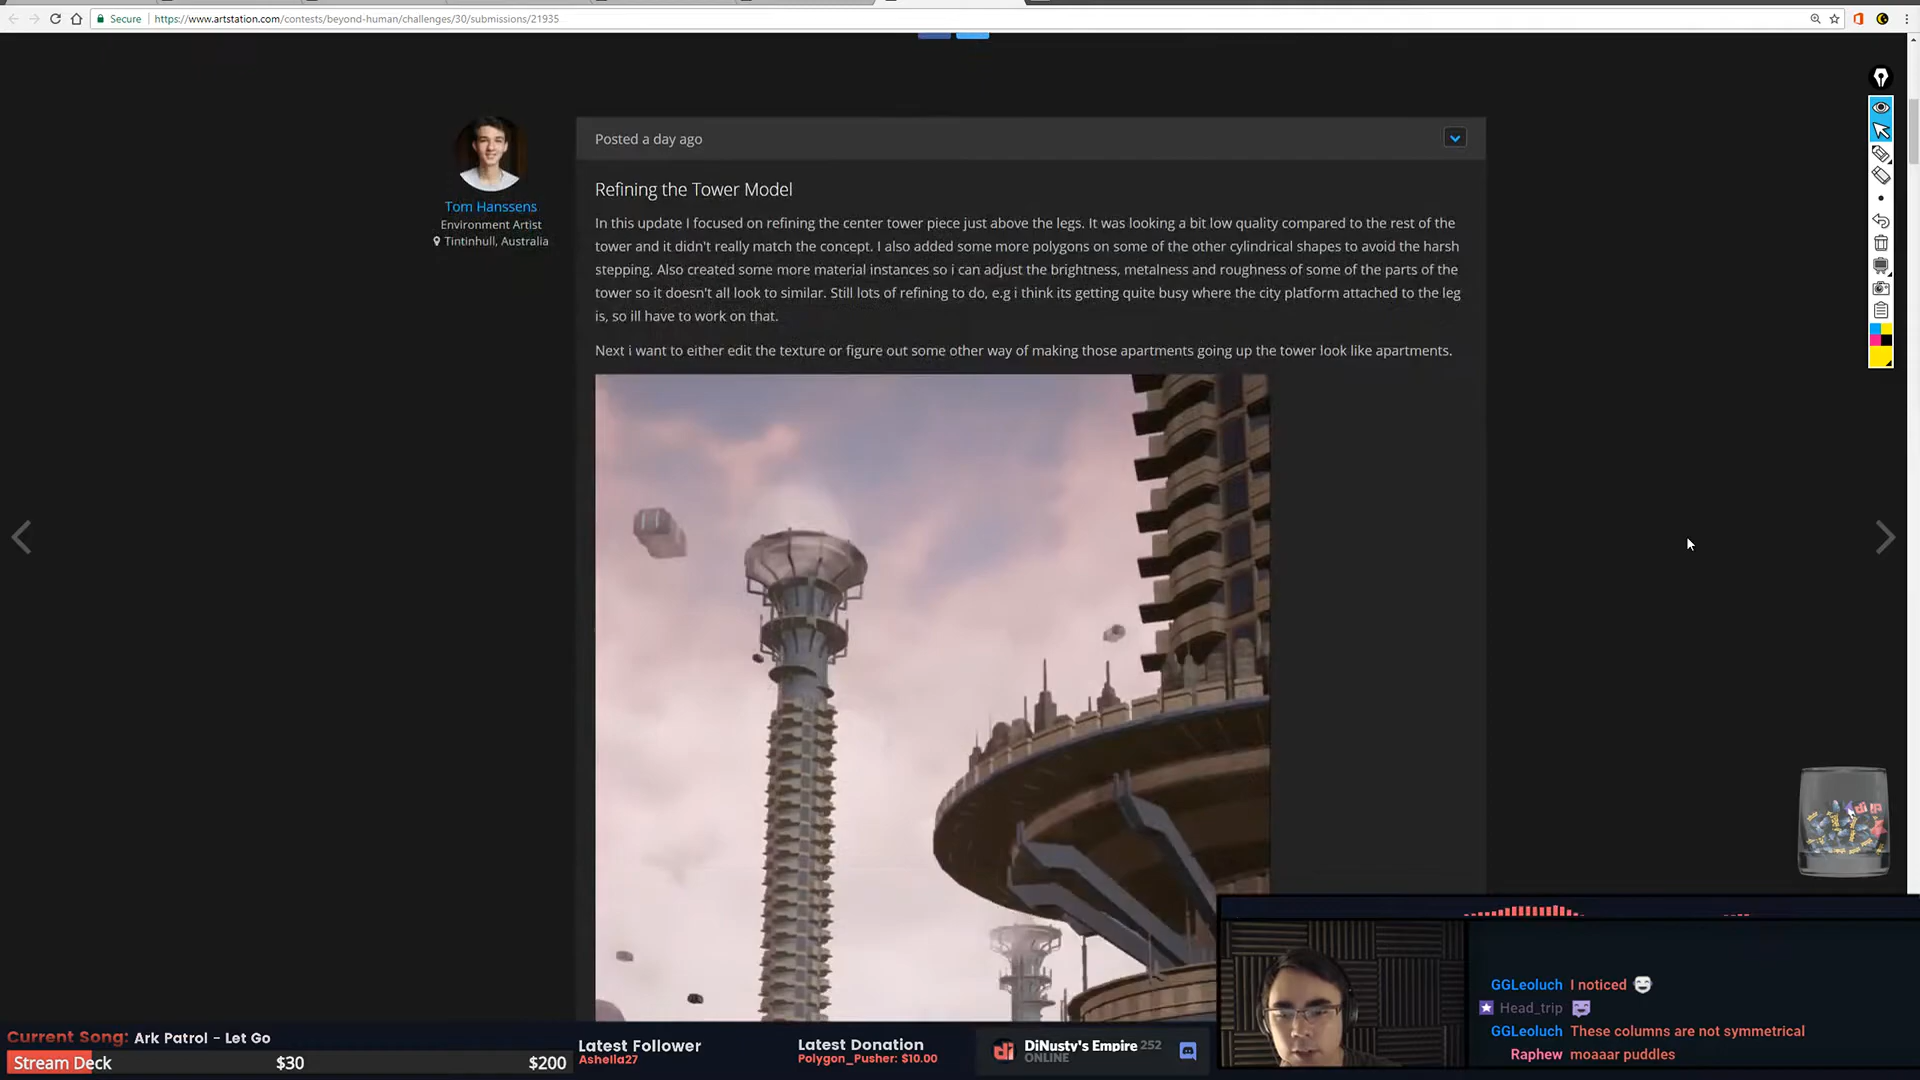 Secure
https://www.artstation.com/contests/beyond-human/challenges/30/submissions/21935
Posted a day ago
Tom Hanssens
Environment Artist
Tintinhull, Australia
Refining the Tower Model
In this update I focused on refining the center tower piece just above the legs. It was looking a bit low quality compared to the rest of the
tower and it didn't really match the concept. I also added some more polygons on some of the other cylindrical shapes to avoid the harsh
stepping. Also created some more material instances so i can adjust the brightness, metalness and roughness of some of the parts of the
tower so it doesn't all look to similar. Still lots of refining to do, e.g i think its getting quite busy where the city platform attached to the leg
is, so ill have to work on that.
Next i want to either edit the texture or figure out some other way of making those apartments going up the tower look like apartments.
GGLeoluch I noticed
Head_trip
GGLeoluch These columns are not symmetrical
Raphew moaaar puddles
Current Song: Ark Patrol - Let Go
Stream Deck $30 $200
Latest Follower
Ashella27
Latest Donation
Polygon_Pusher: $10.00
DiNusty's Empire 252
ONLINE